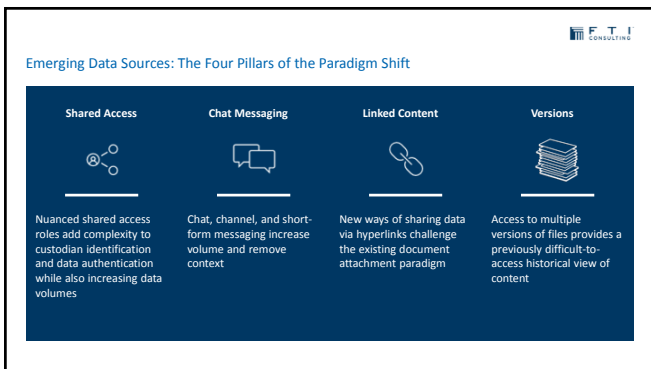 F T I
CONSULTING
Emerging Data Sources: The Four Pillars of the Paradigm Shift
Shared Access
Nuanced shared access
roles add complexity to
custodian identification
and data authentication
while also increasing data
volumes
Chat Messaging
Chat, channel, and short-
form messaging increase
volume and remove
context
Linked Content
New ways of sharing data
via hyperlinks challenge
the existing document
attachment paradigm
Versions
Access to multiple
versions of files provides a
previously difficult-to-
access historical view of
content